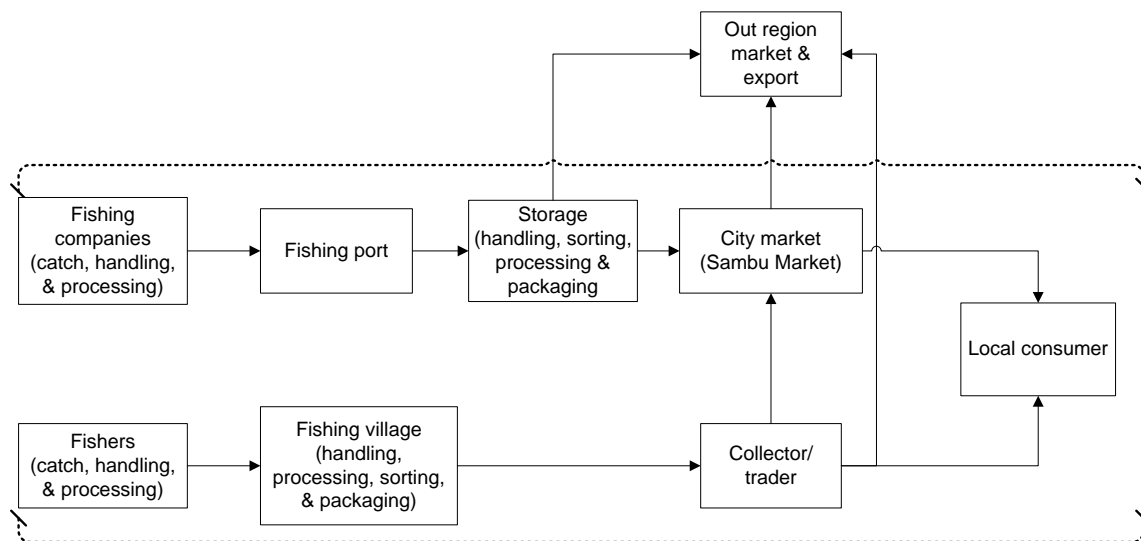 Out region
market &
export
Fishing
companies
(catch, handling,
& processing)
Fishing port
Storage
(handling, sorting,
processing &
packaging
City market
(Sambu Market)
Local consumer
Fishers
(catch, handling,
& processing)
Fishing village
(handling,
processing, sorting,
& packaging)
Collector/
trader